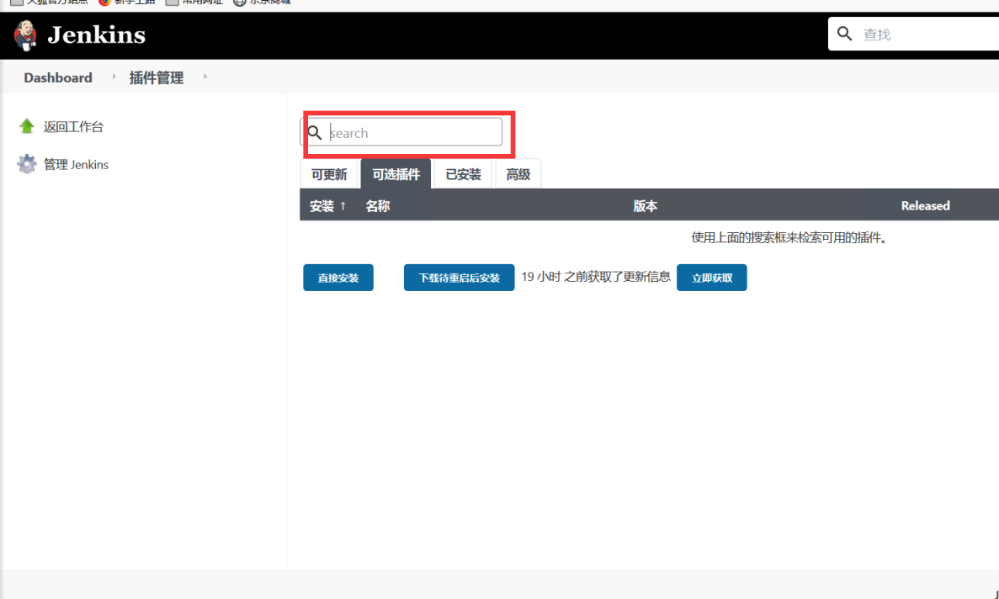 火狐官方站点 新手上路 常用网址 京东商城
Jenkins
查找
Dashboard 插件管理
返回工作台
管理 Jenkins
search
可更新 可选插件 已安装 高级
安装 ↑ 名称 版本 Released
使用上面的搜索框来检索可用的插件。
直接安装 下载待重启后安装 19 小时 之前获取了更新信息 立即获取